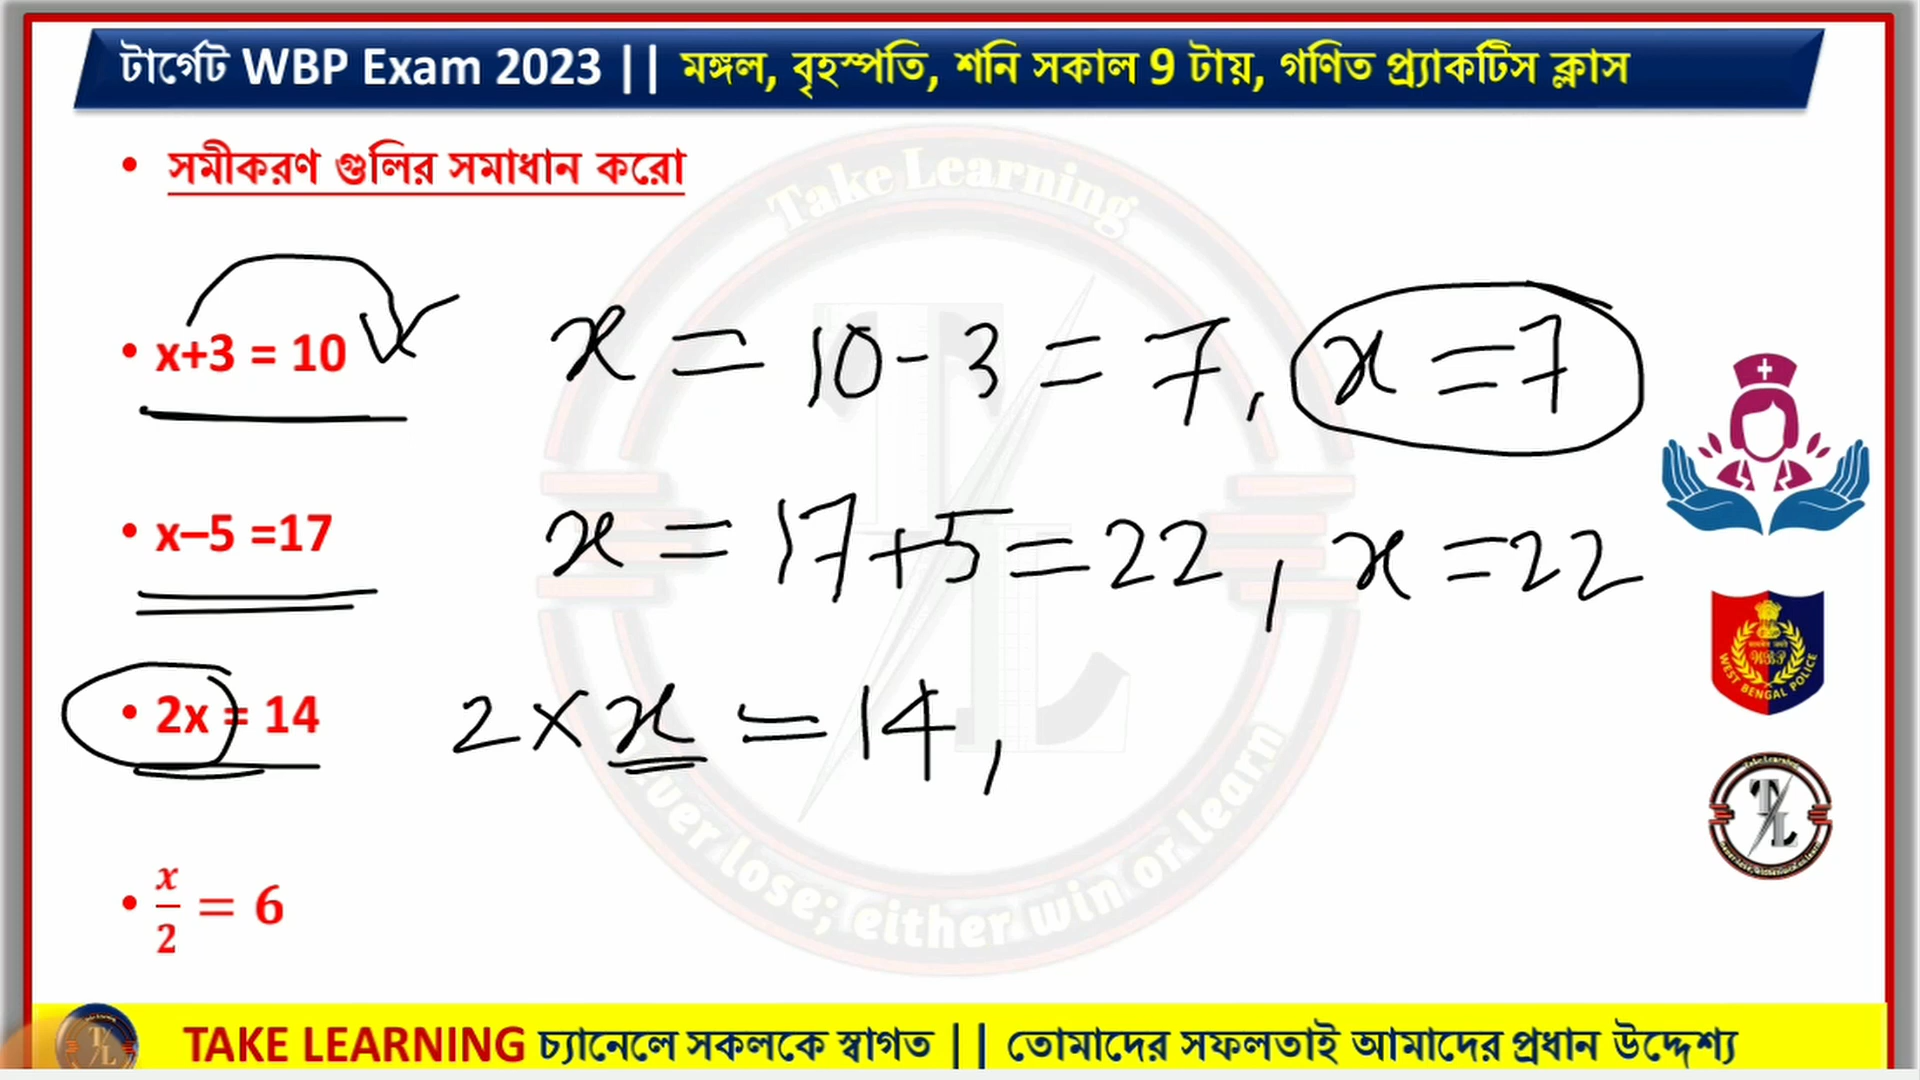 টার্গেট WBP Exam 2023 || মঙ্গল, বৃহস্পতি, শনি সকাল 9 টায়, গণিত প্র্যাকটিস ক্লাস
• সমীকরণ গুলির সমাধান করো
Take Learning
• x+3 = 10 x = 10 - 3 = 7, x = 7
• x–5 =17 x = 17 + 5 = 22, x = 22
WEST BENGAL POLICE
• 2x = 14 2 × x = 14,
TL
Never lose; either win or learn
• x/2 = 6
TAKE LEARNING চ্যানেলে সকলকে স্বাগত || তোমাদের সফলতাই আমাদের প্রধান উদ্দেশ্য